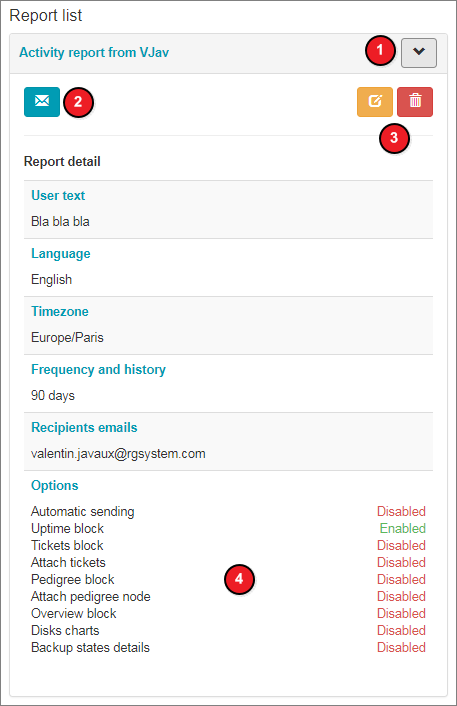 Report list
Activity report from VJav
1
2
3
Report detail
User text
Bla bla bla
Language
English
Timezone
Europe/Paris
Frequency and history
90 days
Recipients emails
valentin.javaux@rgsystem.com
Options
Automatic sending Disabled
Uptime block Enabled
Tickets block Disabled
Attach tickets Disabled
Pedigree block 4 Disabled
Attach pedigree node Disabled
Overview block Disabled
Disks charts Disabled
Backup states details Disabled